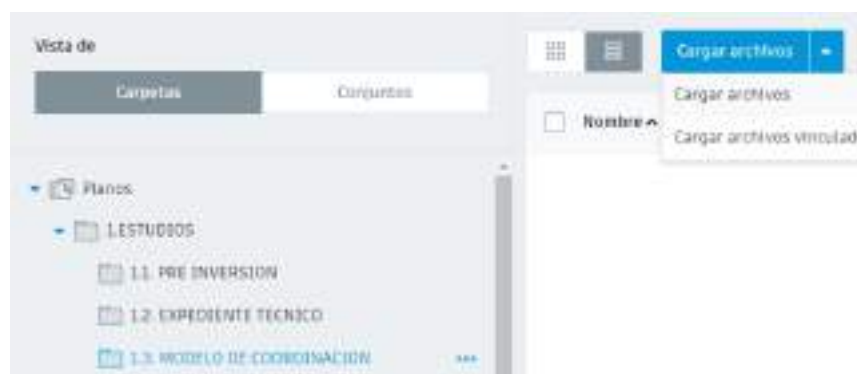 Vista de
Carpetas
Conjuntos
Planos
1.ESTUDIOS
1.1. PRE INVERSION
1.2. EXPEDIENTE TECNICO
1.3. MODELO DE COORDINACION
Cargar archivos
Cargar archivos
Nombre
Cargar archivos vinculad